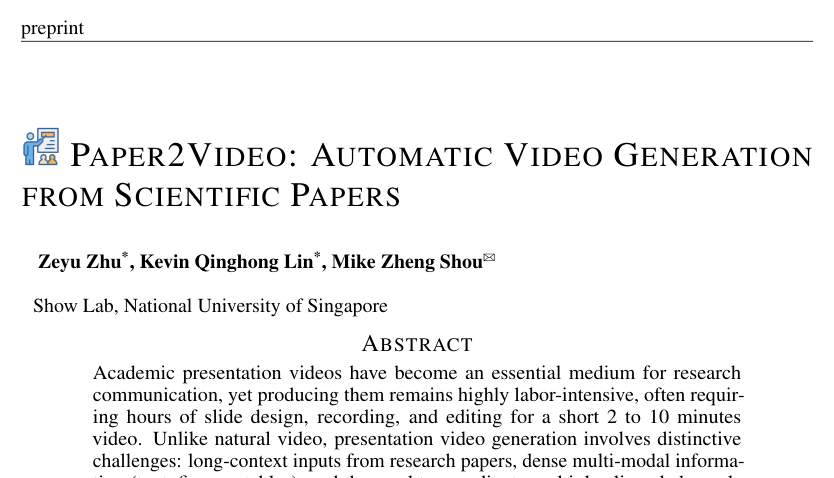 preprint
PAPER2VIDEO: AUTOMATIC VIDEO GENERATION
FROM SCIENTIFIC PAPERS
Zeyu Zhu*, Kevin Qinghong Lin*, Mike Zheng Shou✉
Show Lab, National University of Singapore
ABSTRACT
Academic presentation videos have become an essential medium for research
communication, yet producing them remains highly labor-intensive, often requir-
ing hours of slide design, recording, and editing for a short 2 to 10 minutes
video. Unlike natural video, presentation video generation involves distinctive
challenges: long-context inputs from research papers, dense multi-modal informa-